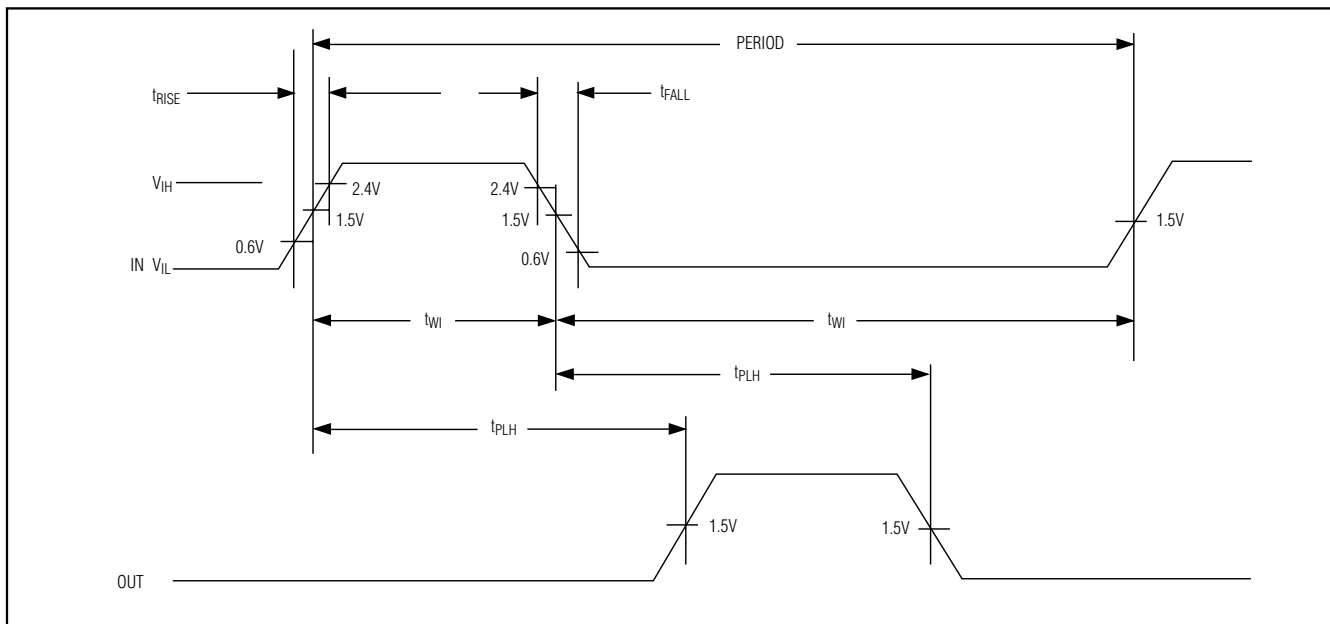 PERIOD
tRISE
tFALL
VIH
2.4V
2.4V
1.5V
1.5V
1.5V
0.6V
0.6V
IN VIL
tWI
tWI
tPLH
tPLH
1.5V
1.5V
OUT